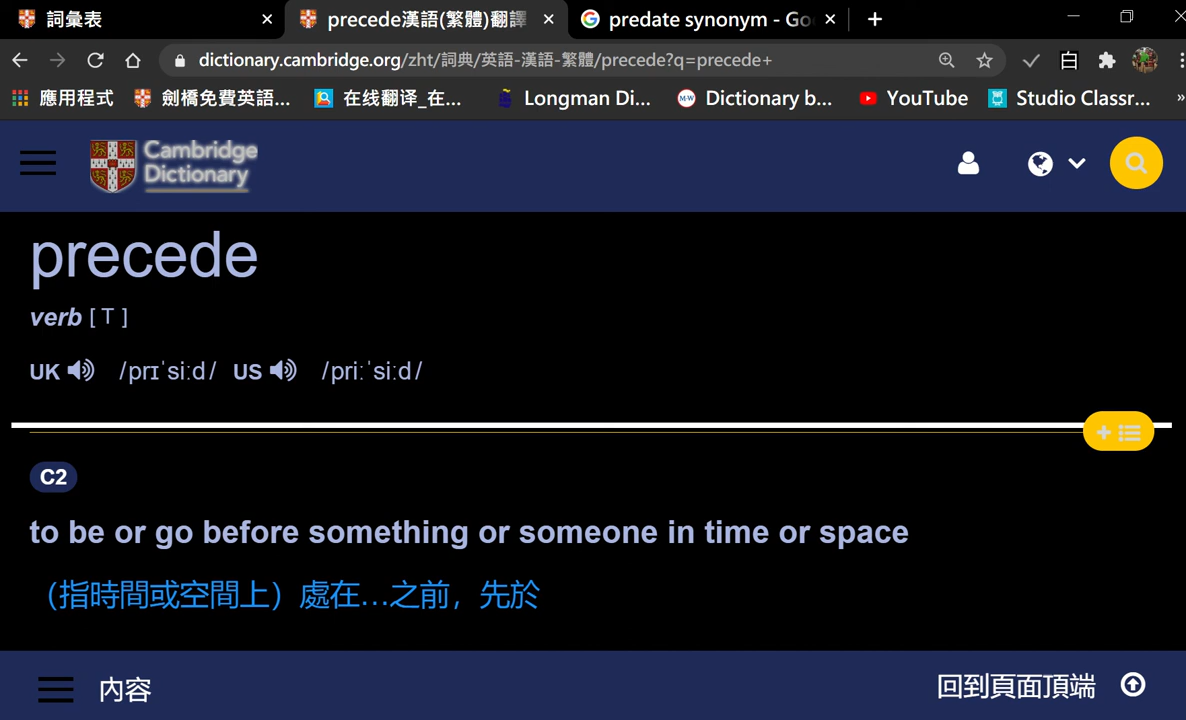 詞彙表
precede漢語(繁體)翻譯
predate synonym - Go
dictionary.cambridge.org/zht/詞典/英語-漢語-繁體/precede?q=precede+
白
應用程式
劍橋免費英語...
在线翻译_在...
Longman Di...
M-W
Dictionary b...
YouTube
Studio Classr...
»
Cambridge
Dictionary
precede
verb [ T ]
UK /prɪˈsiːd/ US /priːˈsiːd/
C2
to be or go before something or someone in time or space
（指時間或空間上）處在…之前，先於
內容
回到頁面頂端